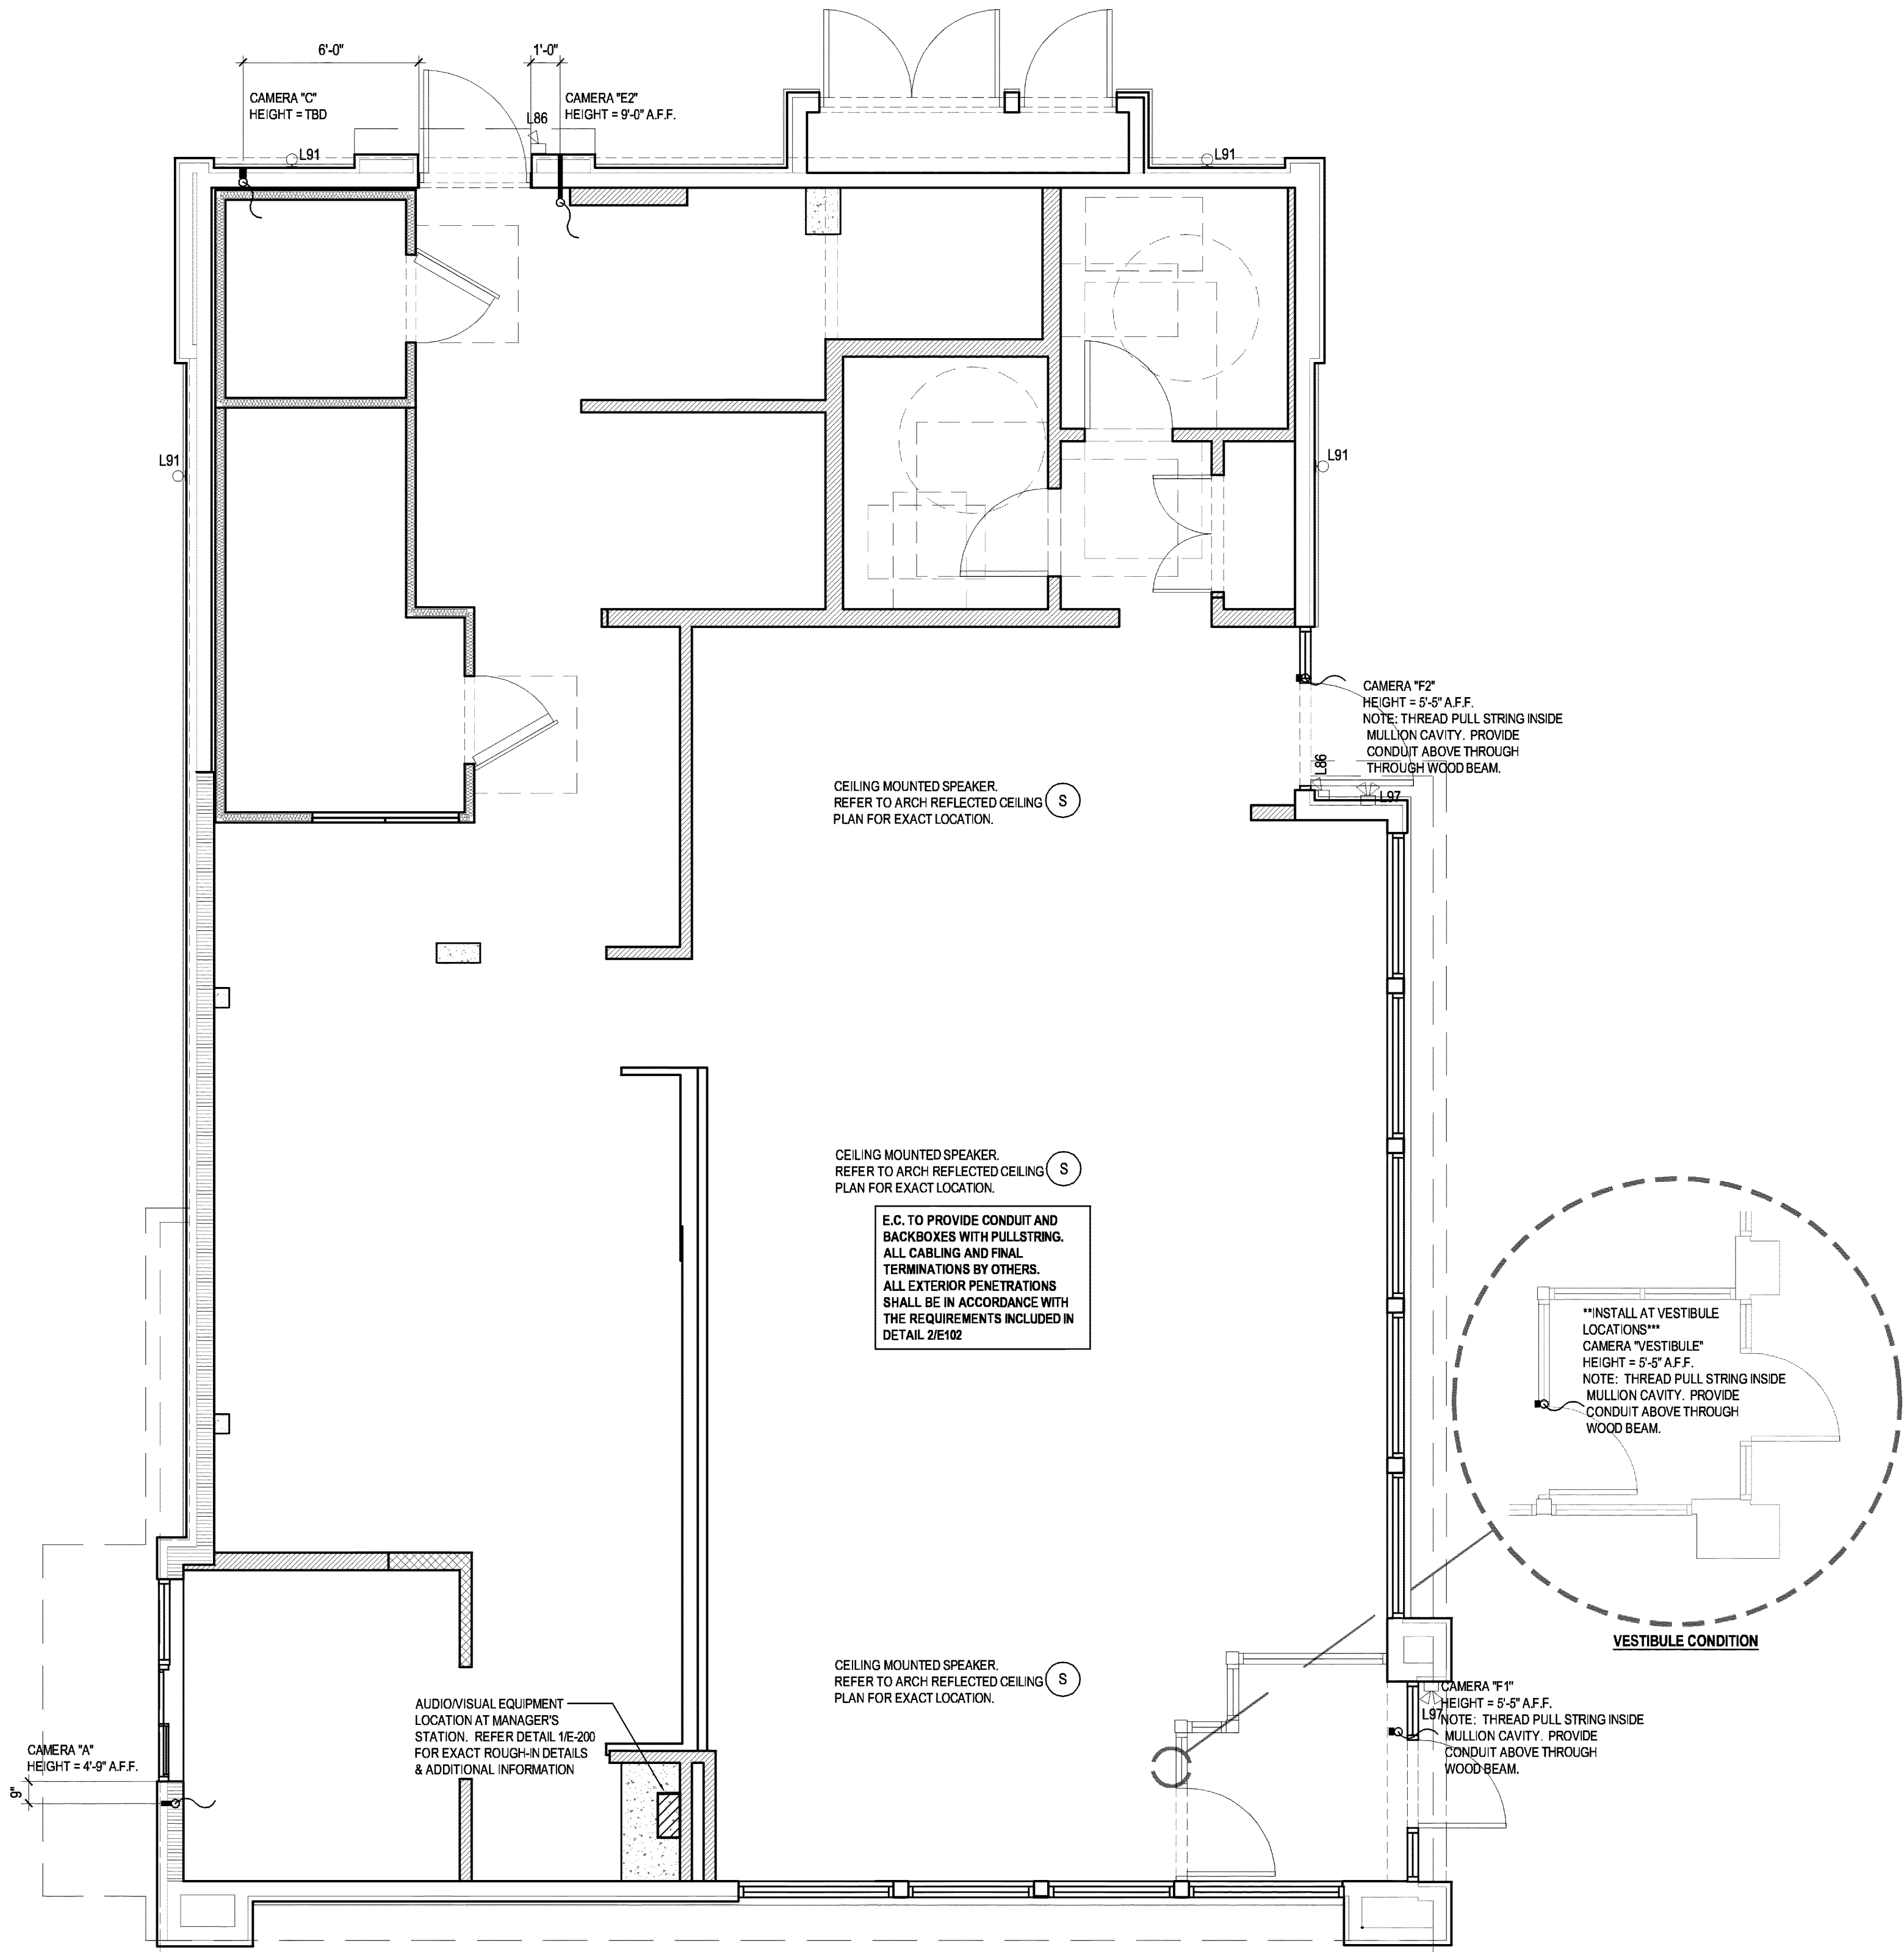 6'-0"
1'-0"
CAMERA "C"
HEIGHT = TBD
CAMERA "E2"
HEIGHT = 9'-0" A.F.F.
L86
L91
L91
L91
L91
CAMERA "F2"
HEIGHT = 5'-5" A.F.F.
NOTE: THREAD PULL STRING INSIDE
MULLION CAVITY. PROVIDE
CONDUIT ABOVE THROUGH
THROUGH WOOD BEAM.
L86
L97
CEILING MOUNTED SPEAKER.
REFER TO ARCH REFLECTED CEILING
PLAN FOR EXACT LOCATION.
S
CEILING MOUNTED SPEAKER.
REFER TO ARCH REFLECTED CEILING
PLAN FOR EXACT LOCATION.
S
E.C. TO PROVIDE CONDUIT AND
BACKBOXES WITH PULLSTRING.
ALL CABLING AND FINAL
TERMINATIONS BY OTHERS.
ALL EXTERIOR PENETRATIONS
SHALL BE IN ACCORDANCE WITH
THE REQUIREMENTS INCLUDED IN
DETAIL 2/E102
**INSTALL AT VESTIBULE
LOCATIONS***
CAMERA "VESTIBULE"
HEIGHT = 5'-5" A.F.F.
NOTE: THREAD PULL STRING INSIDE
MULLION CAVITY. PROVIDE
CONDUIT ABOVE THROUGH
WOOD BEAM.
VESTIBULE CONDITION
CEILING MOUNTED SPEAKER.
REFER TO ARCH REFLECTED CEILING
PLAN FOR EXACT LOCATION.
S
CAMERA "F1"
HEIGHT = 5'-5" A.F.F.
NOTE: THREAD PULL STRING INSIDE
MULLION CAVITY. PROVIDE
CONDUIT ABOVE THROUGH
WOOD BEAM.
L97
AUDIO/VISUAL EQUIPMENT
LOCATION AT MANAGER'S
STATION. REFER DETAIL 1/E-200
FOR EXACT ROUGH-IN DETAILS
& ADDITIONAL INFORMATION
CAMERA "A"
HEIGHT = 4'-9" A.F.F.
9"